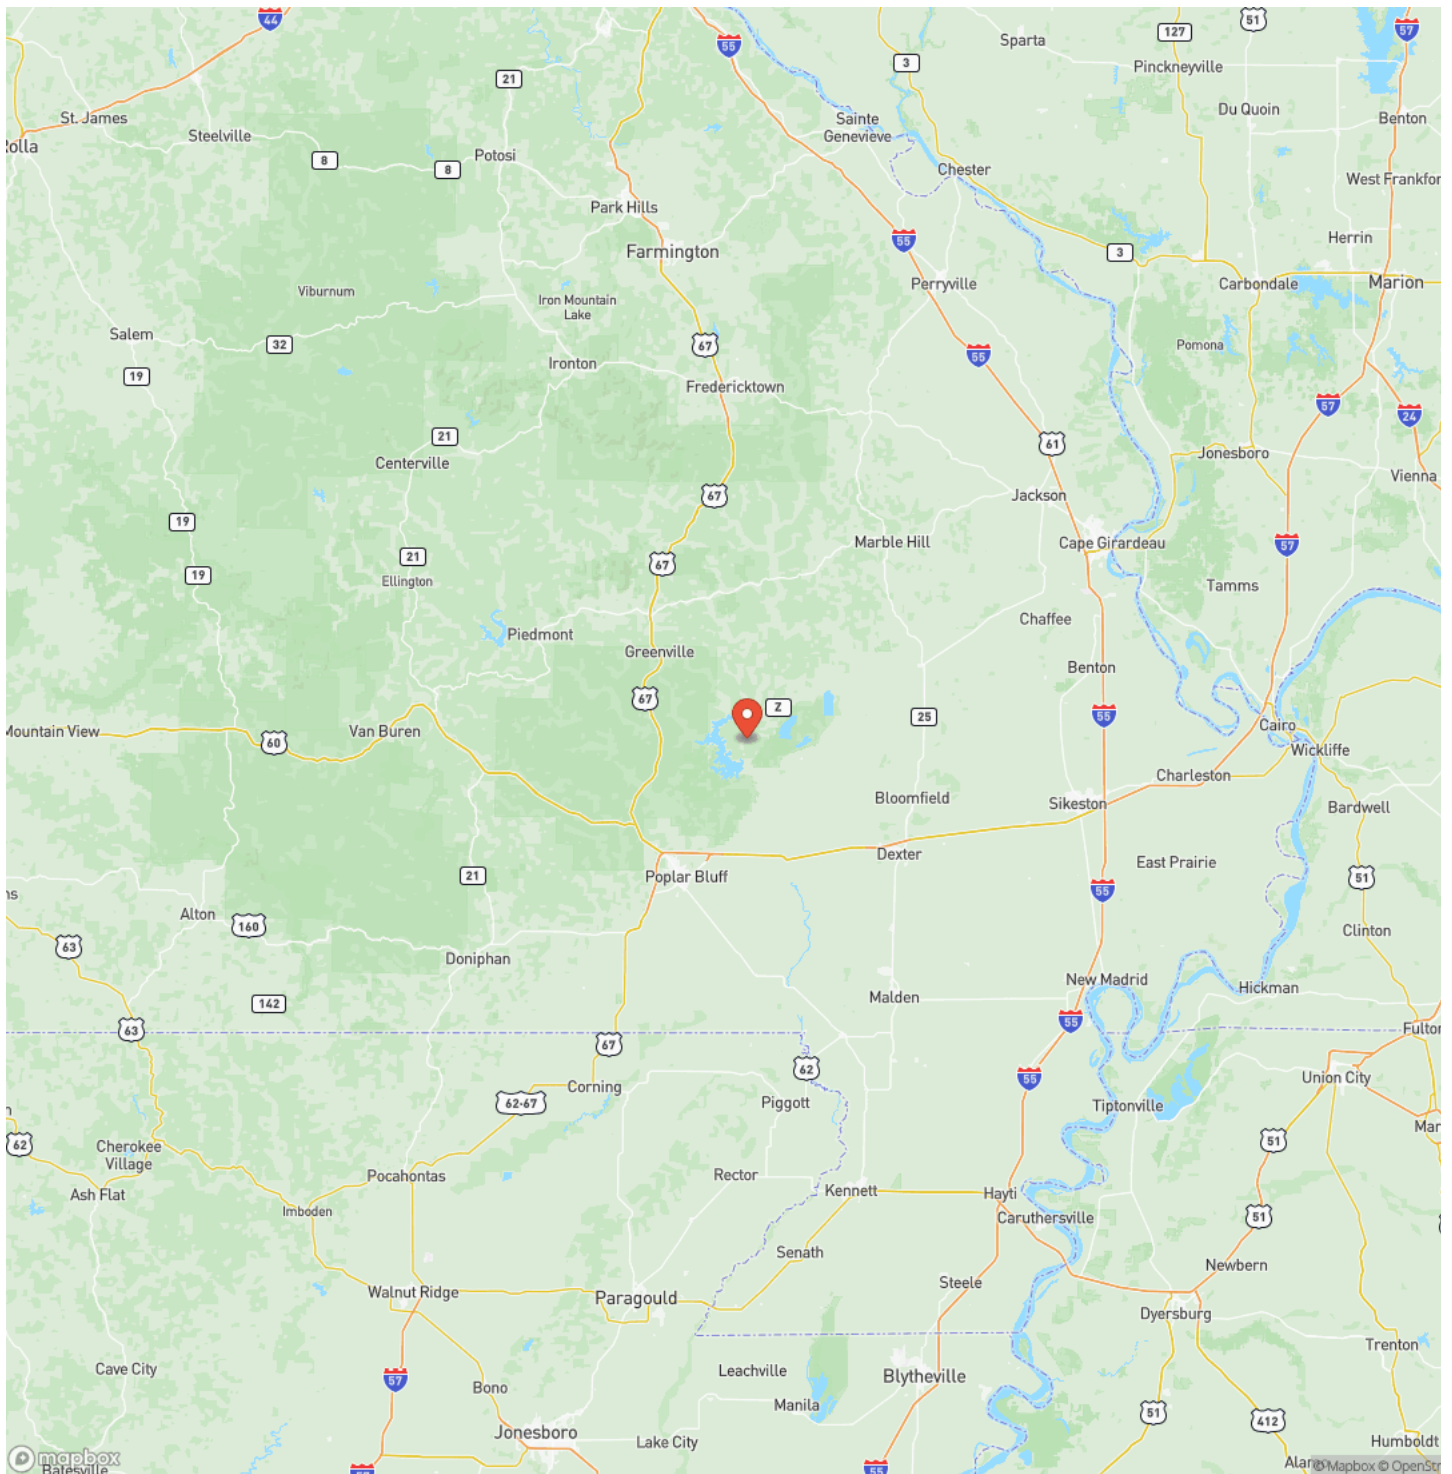 44
51
57
55
Sparta
127
3
Pinckneyville
21
St. James
Sainte
Genevieve
Du Quoin
Benton
Steelville
Rolla
Potosi
8
8
Chester
West Frankfor
Park Hills
Farmington
55
3
Herrin
Viburnum
Iron Mountain
Lake
Perryville
Carbondale
Marion
Salem
32
67
55
Pomona
Ironton
19
Fredericktown
57
24
21
61
Centerville
Jonesboro
Vienna
67
Jackson
19
Marble Hill
Cape Girardeau
57
21
67
19
Ellington
Tamms
Chaffee
Piedmont
Greenville
Benton
67
Z
25
55
Mountain View
60
Van Buren
Cairo
Wickliffe
Charleston
Bloomfield
Sikeston
Bardwell
Dexter
East Prairie
21
Poplar Bluff
55
51
ns
Alton
160
Clinton
63
Doniphan
New Madrid
Hickman
142
Malden
55
63
67
Fulton
62
55
Union City
Corning
62-67
Piggott
Tiptonville
n
62
Cherokee
Village
51
Mar
Pocahontas
Rector
Ash Flat
Kennett
Hayti
Imboden
Caruthersville
51
Senath
Newbern
Steele
Walnut Ridge
Paragould
Dyersburg
Trenton
Cave City
57
Leachville
Blytheville
Bono
Manila
51
412
Jonesboro
Lake City
Humboldt
mapbox
Batesville
57
55
Alamo
© Mapbox © OpenStr